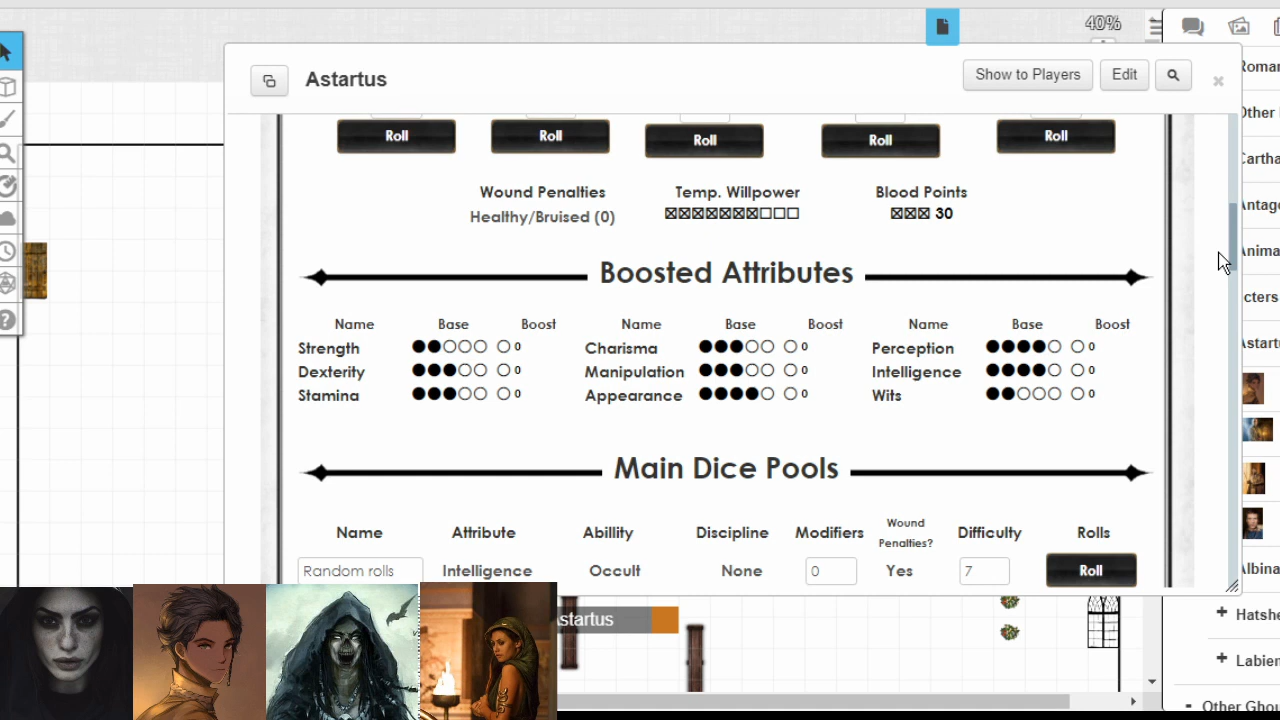 40%
Astartus
Show to Players
Edit
Roman
Other
Cartha
Antag
Anima
cters
Astart
Albina
Hatshe
Labien
Other Ghou
Roll Roll Roll Roll Roll
Wound Penalties Temp. Willpower Blood Points
Healthy/Bruised (0) 30
Boosted Attributes
Name Base Boost Name Base Boost Name Base Boost
Strength 0 Charisma 0 Perception 0
Dexterity 0 Manipulation 0 Intelligence 0
Stamina 0 Appearance 0 Wits 0
Main Dice Pools
Name Attribute Abillity Discipline Modifiers Wound Penalties? Difficulty Rolls
Random rolls Intelligence Occult None 0 Yes 7 Roll
startus